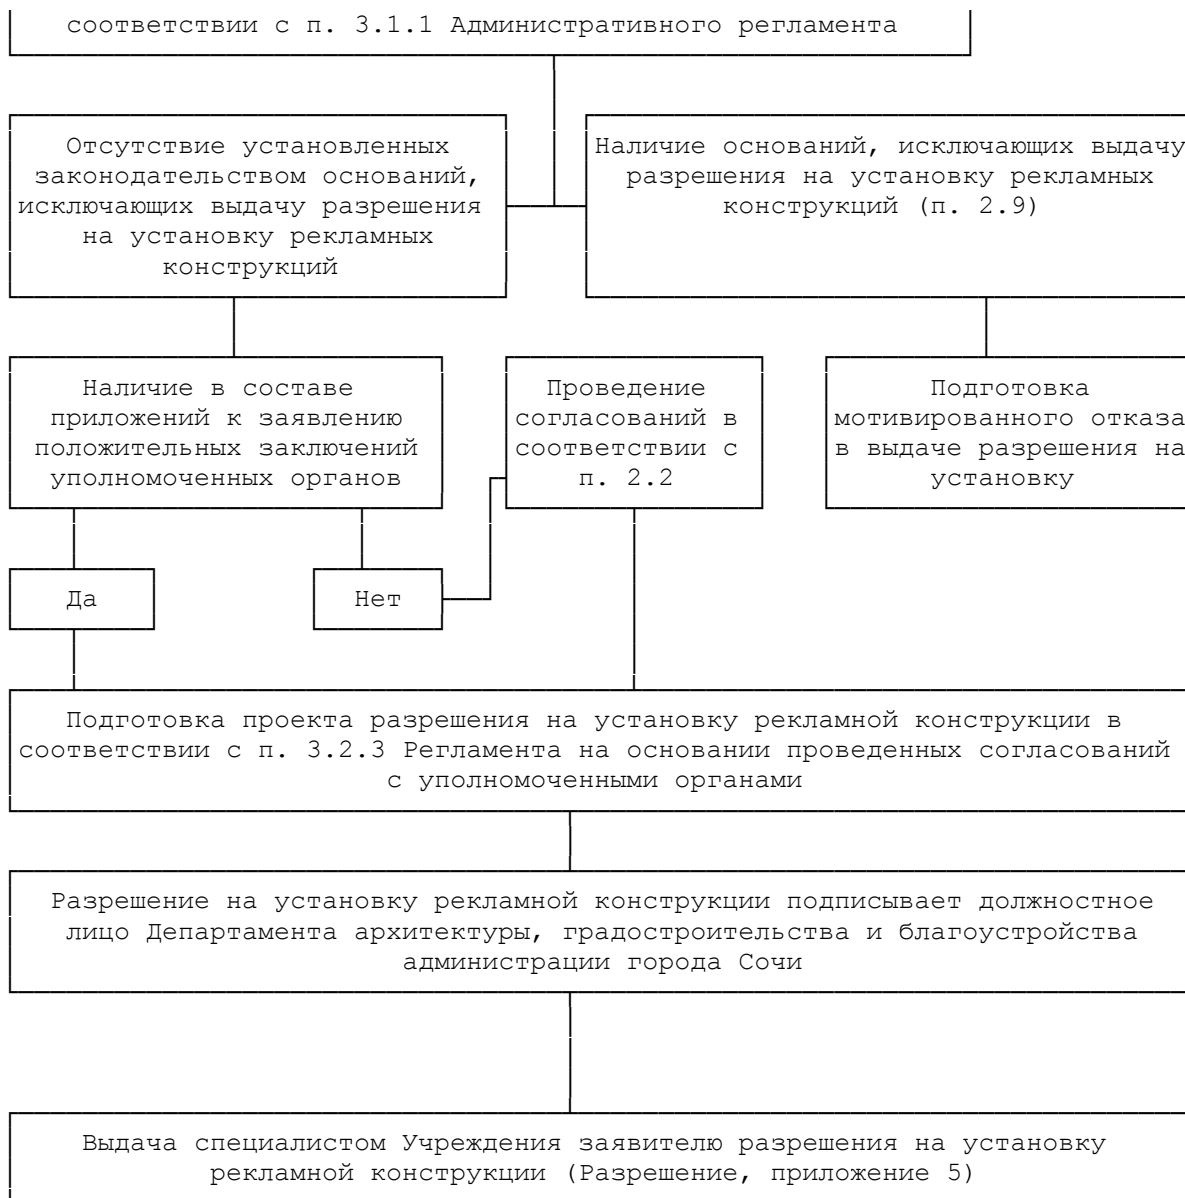 соответствии с п. 3.1.1 Административного регламента
Отсутствие установленных
законодательством оснований,
исключающих выдачу разрешения
на установку рекламных
конструкций
Наличие оснований, исключающих выдачу
разрешения на установку рекламных
конструкций (п. 2.9)
Наличие в составе
приложений к заявлению
положительных заключений
уполномоченных органов
Проведение
согласований в
соответствии с
п. 2.2
Подготовка
мотивированного отказа
в выдаче разрешения на
установку
Да
Нет
Подготовка проекта разрешения на установку рекламной конструкции в
соответствии с п. 3.2.3 Регламента на основании проведенных согласований
с уполномоченными органами
Разрешение на установку рекламной конструкции подписывает должностное
лицо Департамента архитектуры, градостроительства и благоустройства
администрации города Сочи
Выдача специалистом Учреждения заявителю разрешения на установку
рекламной конструкции (Разрешение, приложение 5)